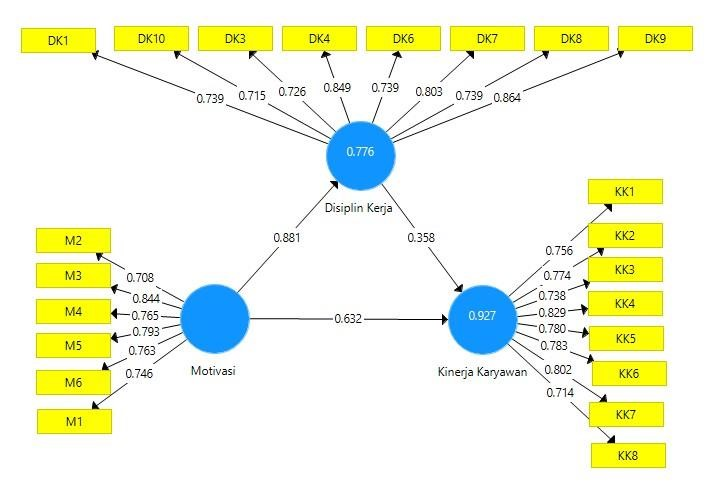 DK1
DK10
DK3
DK4
DK6
DK7
DK8
DK9
0.739
0.715
0.726
0.849
0.739
0.803
0.739
0.864
0.776
Disiplin Kerja
0.881
0.358
0.632
M2
M3
M4
M5
M6
M1
0.708
0.844
0.765
0.793
0.763
0.746
Motivasi
0.927
Kinerja Karyawan
0.756
0.774
0.738
0.829
0.780
0.783
0.802
0.714
KK1
KK2
KK3
KK4
KK5
KK6
KK7
KK8